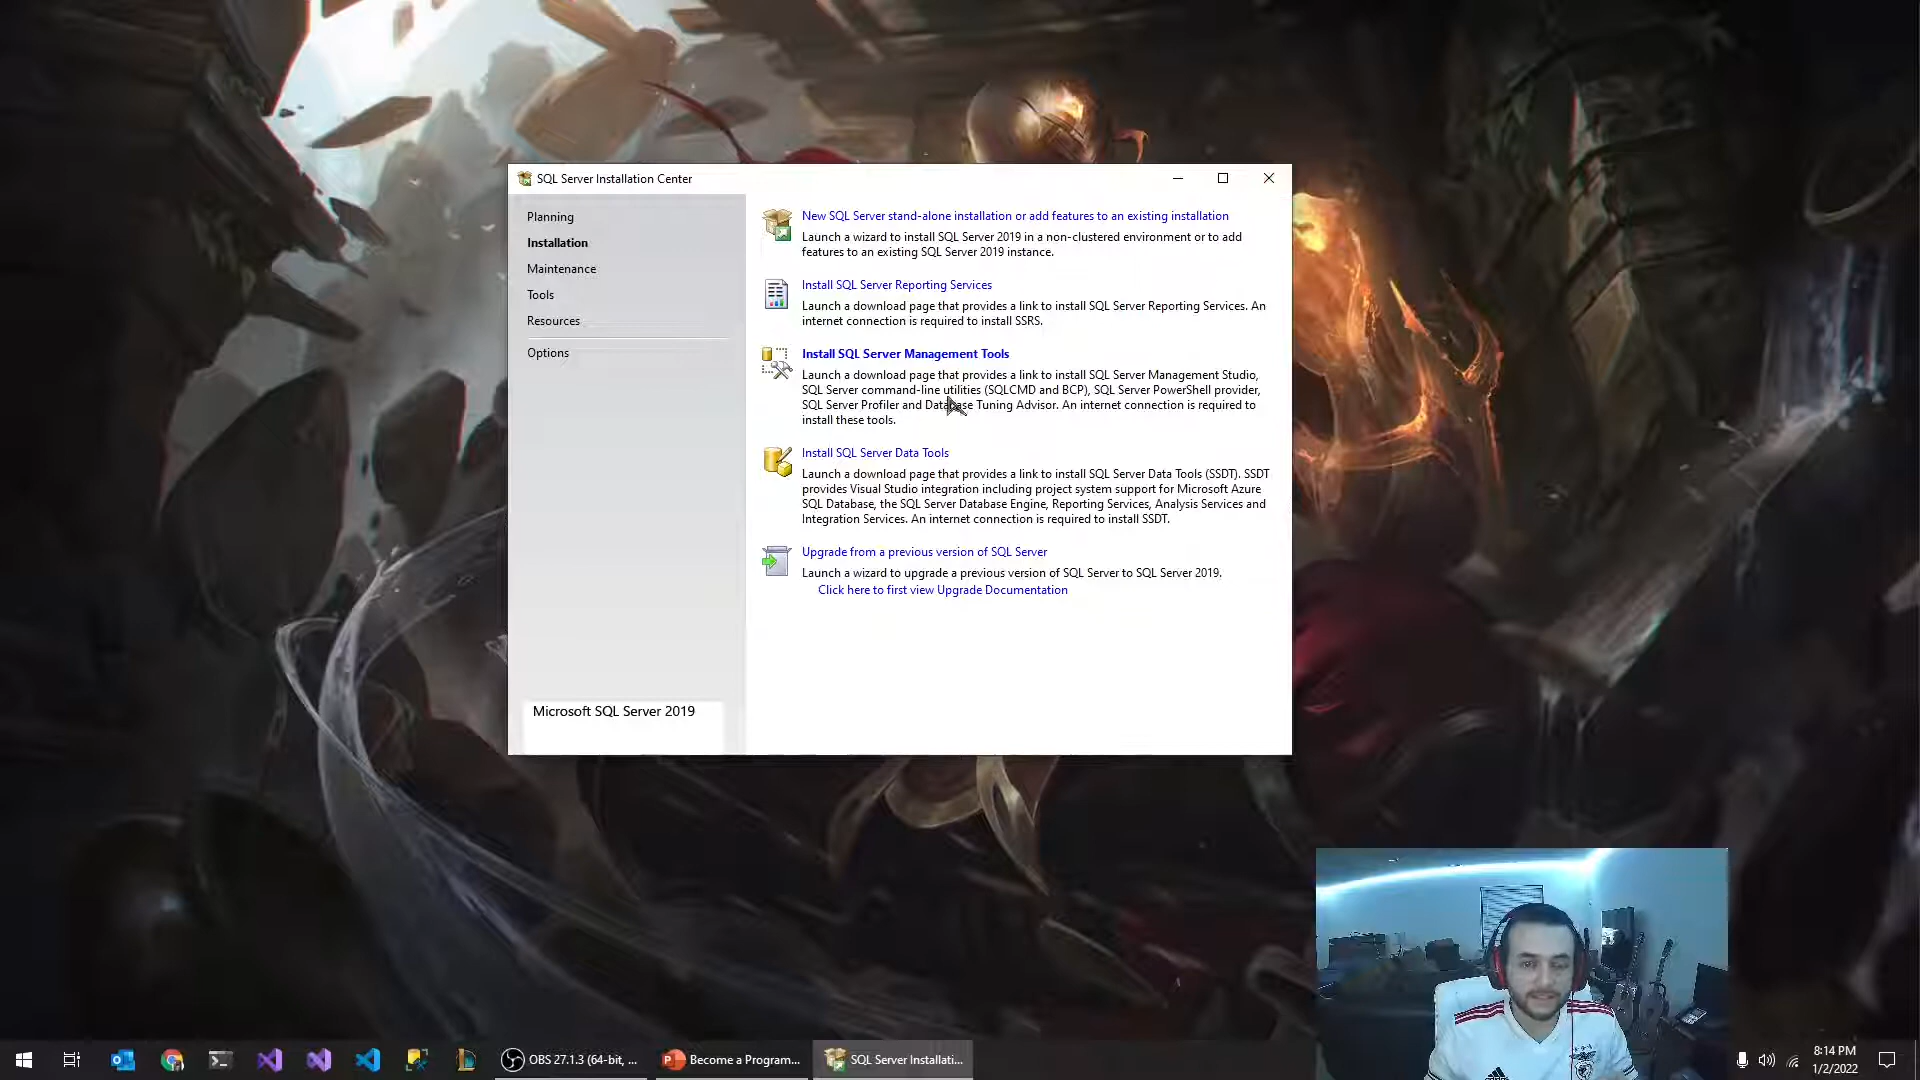 SQL Server Installation Center
Planning
Installation
Maintenance
Tools
Resources
Options
Microsoft SQL Server 2019
New SQL Server stand-alone installation or add features to an existing installation
Launch a wizard to install SQL Server 2019 in a non-clustered environment or to add
features to an existing SQL Server 2019 instance.
Install SQL Server Reporting Services
Launch a download page that provides a link to install SQL Server Reporting Services. An
internet connection is required to install SSRS.
Install SQL Server Management Tools
Launch a download page that provides a link to install SQL Server Management Studio,
SQL Server command-line utilities (SQLCMD and BCP), SQL Server PowerShell provider,
SQL Server Profiler and Database Tuning Advisor. An internet connection is required to
install these tools.
Install SQL Server Data Tools
Launch a download page that provides a link to install SQL Server Data Tools (SSDT). SSDT
provides Visual Studio integration including project system support for Microsoft Azure
SQL Database, the SQL Server Database Engine, Reporting Services, Analysis Services and
Integration Services. An internet connection is required to install SSDT.
Upgrade from a previous version of SQL Server
Launch a wizard to upgrade a previous version of SQL Server to SQL Server 2019.
Click here to first view Upgrade Documentation
OBS 27.1.3 (64-bit, ...
Become a Program...
SQL Server Installati...
8:14 PM
1/2/2022